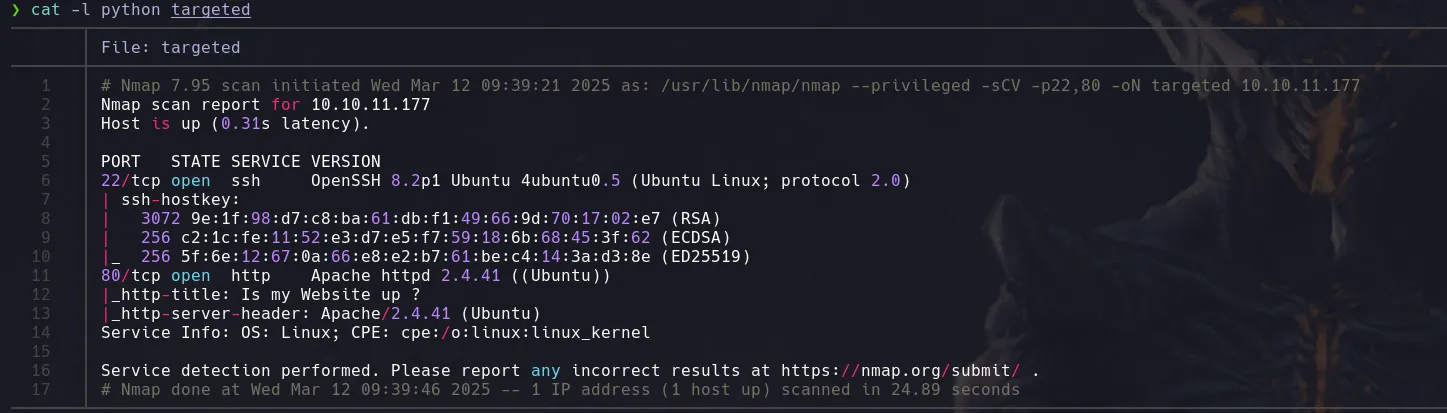 ❯ cat -l python targeted
File: targeted
1 # Nmap 7.95 scan initiated Wed Mar 12 09:39:21 2025 as: /usr/lib/nmap/nmap --privileged -sCV -p22,80 -oN targeted 10.10.11.177
2 Nmap scan report for 10.10.11.177
3 Host is up (0.31s latency).
4
5 PORT   STATE SERVICE VERSION
6 22/tcp open  ssh     OpenSSH 8.2p1 Ubuntu 4ubuntu0.5 (Ubuntu Linux; protocol 2.0)
7 | ssh-hostkey:
8 |   3072 9e:1f:98:d7:c8:ba:61:db:f1:49:66:9d:70:17:02:e7 (RSA)
9 |   256 c2:1c:fe:11:52:e3:d7:e5:f7:59:18:6b:68:45:3f:62 (ECDSA)
10 |_  256 5f:6e:12:67:0a:66:e8:e2:b7:61:be:c4:14:3a:d3:8e (ED25519)
11 80/tcp open  http    Apache httpd 2.4.41 ((Ubuntu))
12 |_http-title: Is my Website up ?
13 |_http-server-header: Apache/2.4.41 (Ubuntu)
14 Service Info: OS: Linux; CPE: cpe:/o:linux:linux_kernel
15
16 Service detection performed. Please report any incorrect results at https://nmap.org/submit/ .
17 # Nmap done at Wed Mar 12 09:39:46 2025 -- 1 IP address (1 host up) scanned in 24.89 seconds